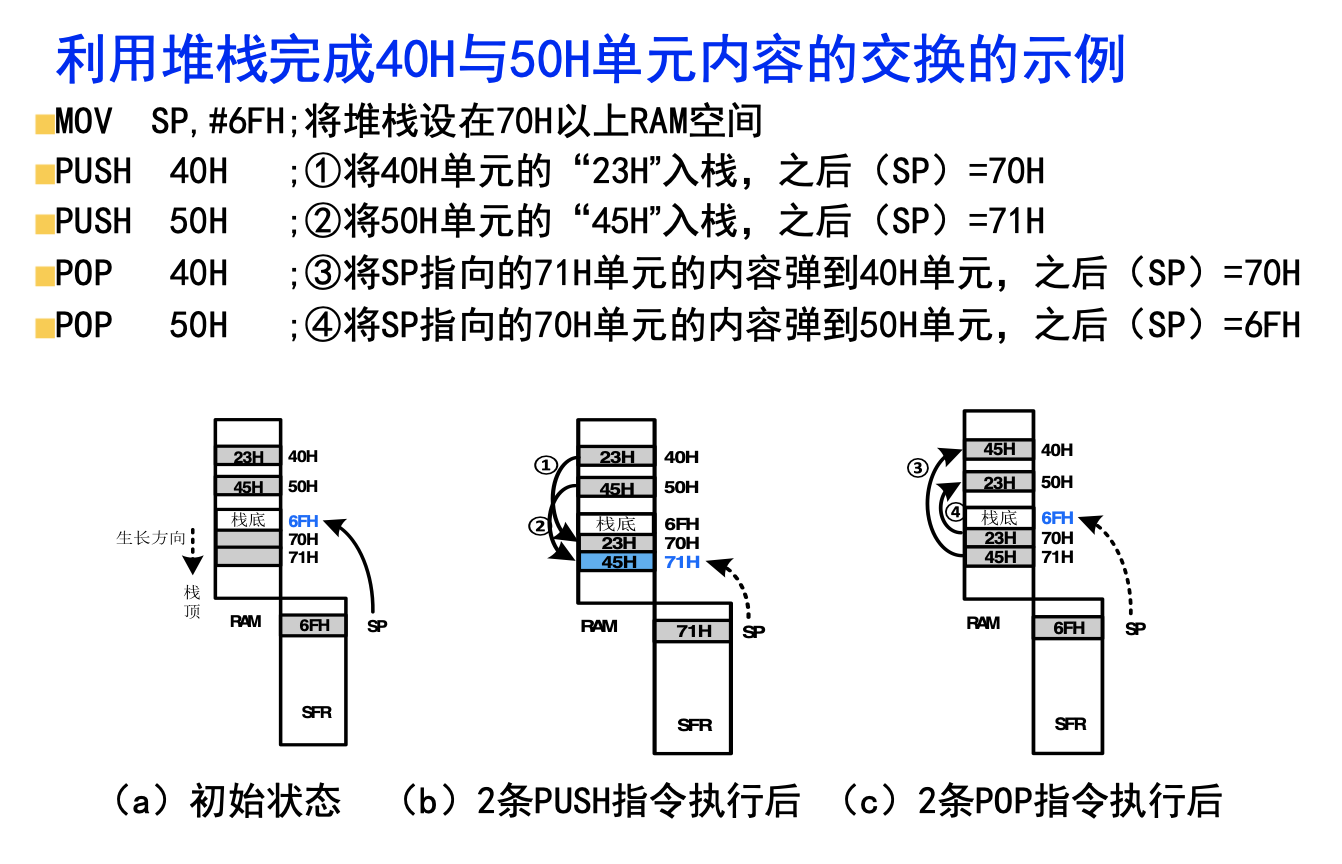 利用堆栈完成40H与50H单元内容的交换的示例
MOV SP,#6FH;将堆栈设在70H以上RAM空间
PUSH 40H ;①将40H单元的“23H”入栈，之后（SP）=70H
PUSH 50H ;②将50H单元的“45H”入栈，之后（SP）=71H
POP 40H ;③将SP指向的71H单元的内容弹到40H单元，之后（SP）=70H
POP 50H ;④将SP指向的70H单元的内容弹到50H单元，之后（SP）=6FH
23H 40H
45H 50H
栈底 6FH
生长方向 70H
71H
栈顶
RAM 6FH SP
SFR
（a）初始状态
① 23H 40H
45H 50H
② 栈底 6FH
23H 70H
45H 71H
RAM 71H SP
SFR
（b）2条PUSH指令执行后
③ 45H 40H
23H 50H
④ 栈底 6FH
23H 70H
45H 71H
RAM 6FH SP
SFR
（c）2条POP指令执行后